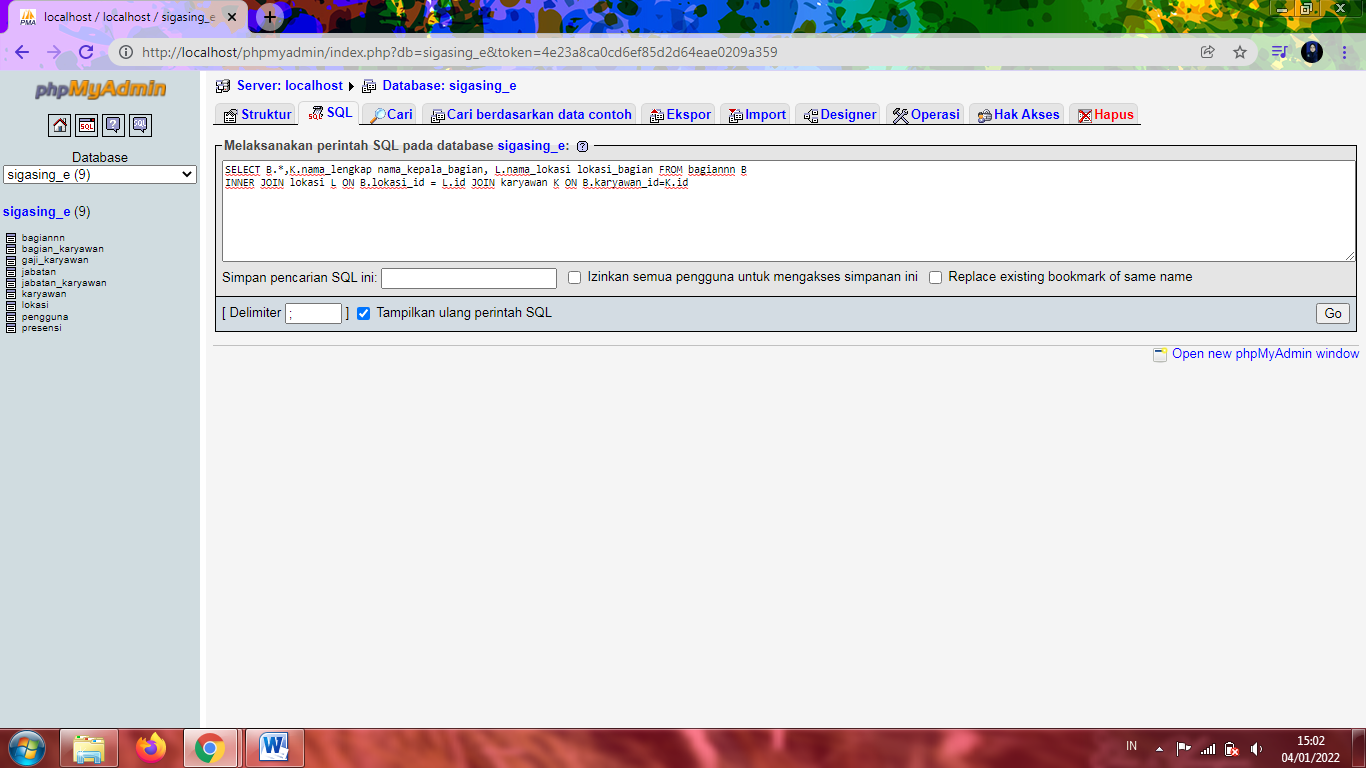 localhost / localhost / sigasing_e
http://localhost/phpmyadmin/index.php?db=sigasing_e&token=4e23a8ca0cd6ef85d2d64eae0209a359
phpMyAdmin
Database
sigasing_e (9)
sigasing_e (9)
bagiannn
bagian_karyawan
gaji_karyawan
jabatan
jabatan_karyawan
karyawan
lokasi
pengguna
presensi
Server: localhost Database: sigasing_e
Struktur SQL Cari Cari berdasarkan data contoh Ekspor Import Designer Operasi Hak Akses Hapus
Melaksanakan perintah SQL pada database sigasing_e:
SELECT B.*,K.nama_lengkap nama_kepala_bagian, L.nama_lokasi lokasi_bagian FROM bagiannn B
INNER JOIN lokasi L ON B.lokasi_id = L.id JOIN karyawan K ON B.karyawan_id=K.id
Simpan pencarian SQL ini: Izinkan semua pengguna untuk mengakses simpanan ini Replace existing bookmark of same name
[ Delimiter ; ] Tampilkan ulang perintah SQL Go
Open new phpMyAdmin window
IN
15:02
04/01/2022